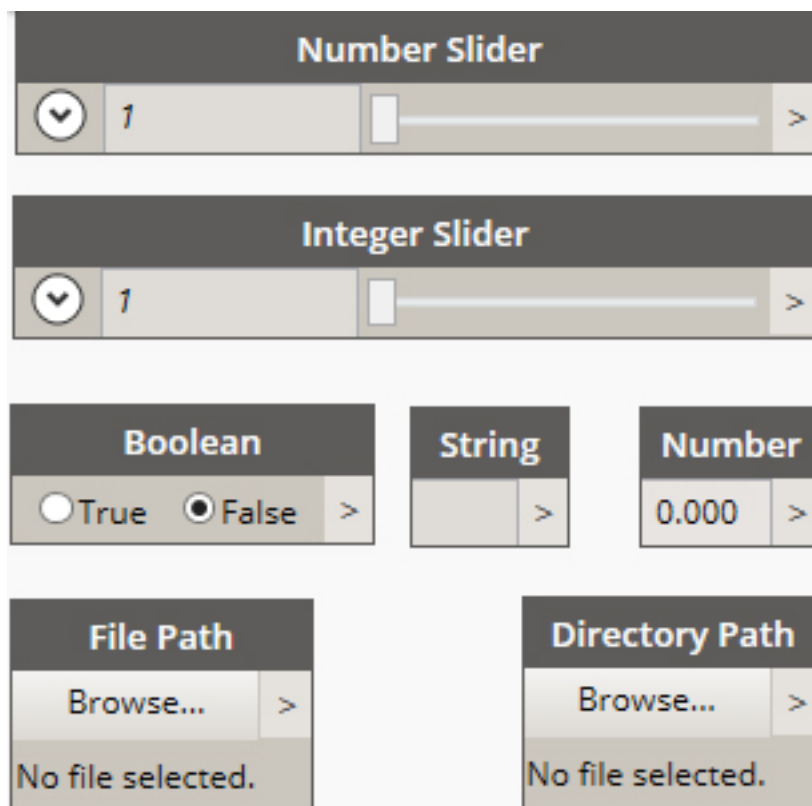 Number Slider
1 >
Integer Slider
1 >
Boolean String Number
True False > > 0.000 >
File Path Directory Path
Browse... > Browse... >
No file selected. No file selected.